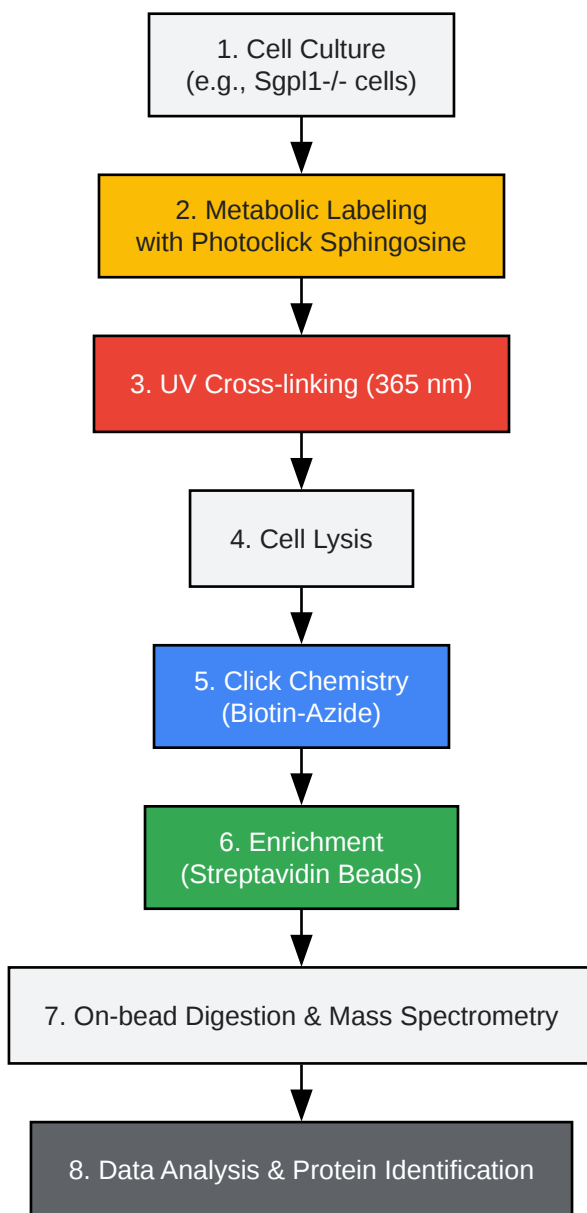 1. Cell Culture
(e.g., Sgpl1-/- cells)
2. Metabolic Labeling
with Photoclick Sphingosine
3. UV Cross-linking (365 nm)
4. Cell Lysis
5. Click Chemistry
(Biotin-Azide)
6. Enrichment
(Streptavidin Beads)
7. On-bead Digestion & Mass Spectrometry
8. Data Analysis & Protein Identification